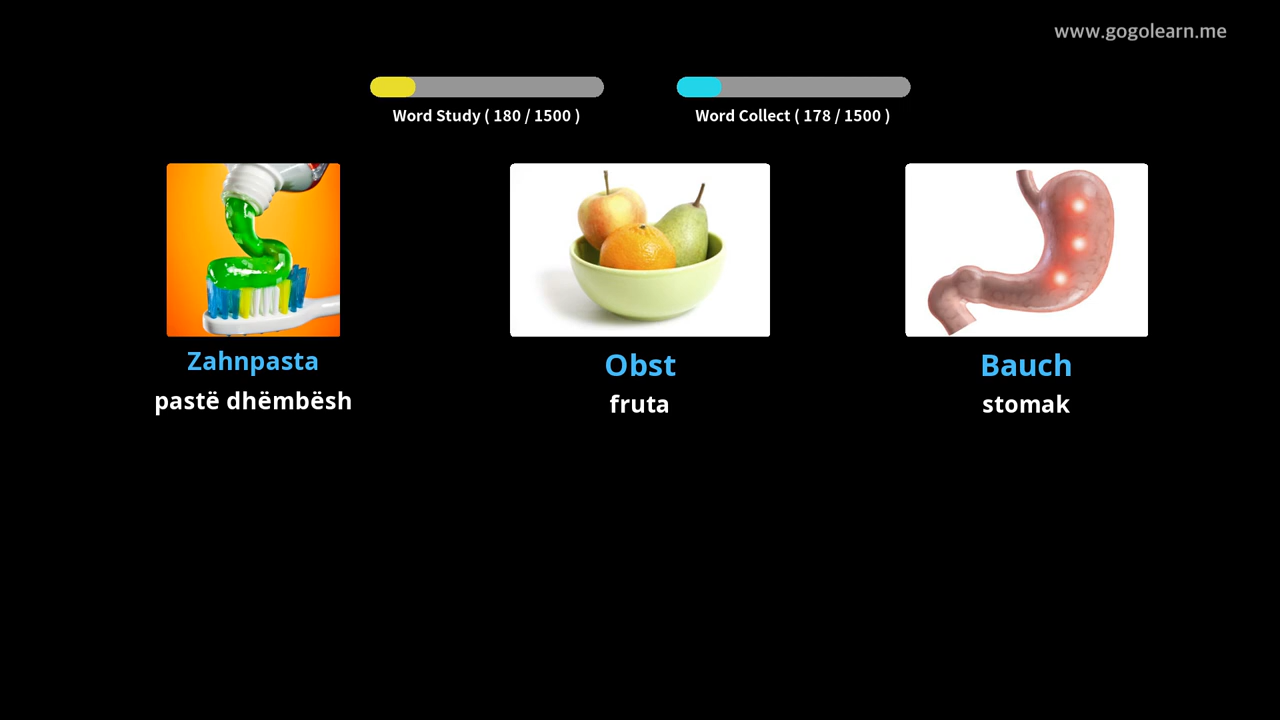 www.gogolearn.me
Word Study ( 180 / 1500 )
Word Collect ( 178 / 1500 )
Zahnpasta
pastë dhëmbësh
Obst
fruta
Bauch
stomak